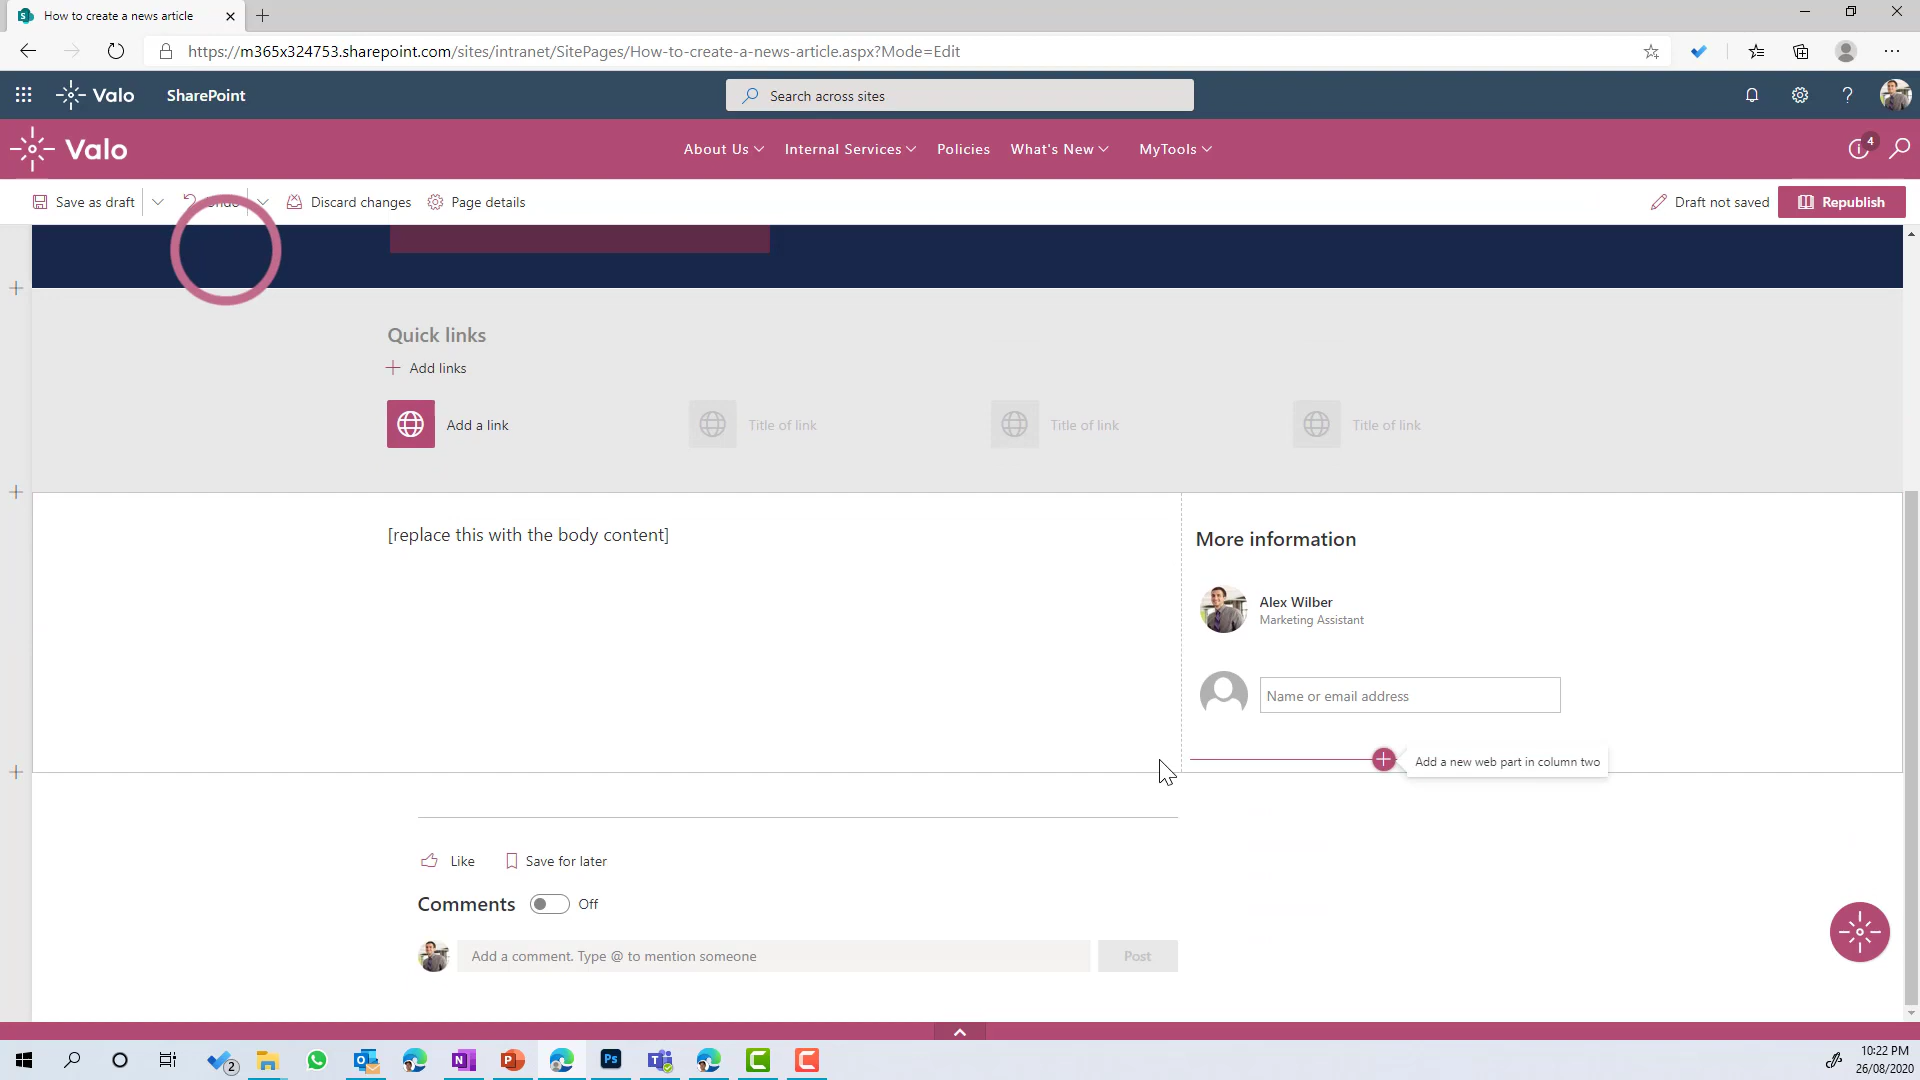 How to create a news article
https://m365x324753.sharepoint.com/sites/intranet/SitePages/How-to-create-a-news-article.aspx?Mode=Edit
Valo SharePoint Search across sites
Valo About Us Internal Services Policies What's New MyTools 4
Save as draft Undo Discard changes Page details Draft not saved Republish
Quick links
Add links
Add a link Title of link Title of link Title of link
[replace this with the body content]
More information
Alex Wilber
Marketing Assistant
Name or email address
Add a new web part in column two
Like Save for later
Comments Off
Add a comment. Type @ to mention someone Post
2 N P Ps T 10:22 PM
26/08/2020